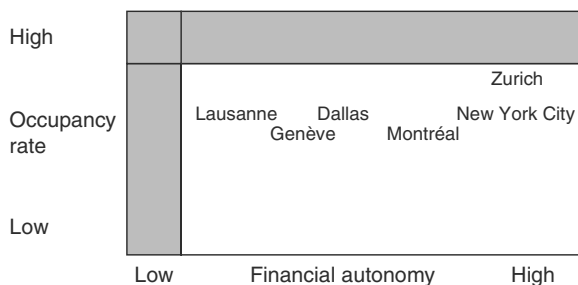 High
Zurich
Occupancy
rate
Lausanne Dallas New York City
Genève Montréal
Low
Low Financial autonomy High